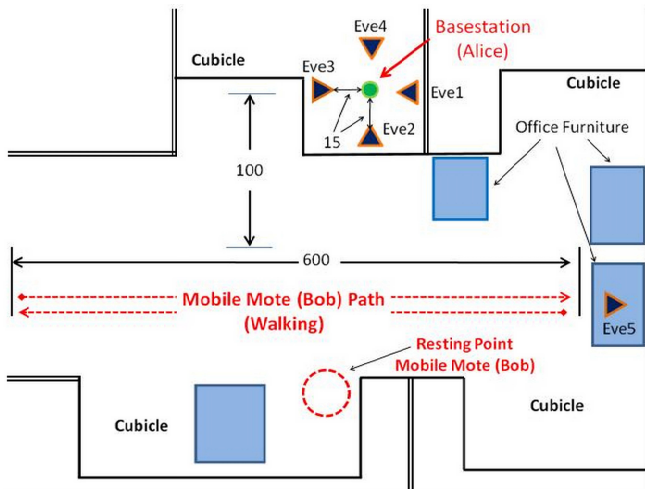 Eve4
Basestation
(Alice)
Cubicle
Eve3
Eve1
Cubicle
15
Eve2
Office Furniture
100
600
Mobile Mote (Bob) Path
(Walking)
Eve5
Resting Point
Mobile Mote (Bob)
Cubicle
Cubicle